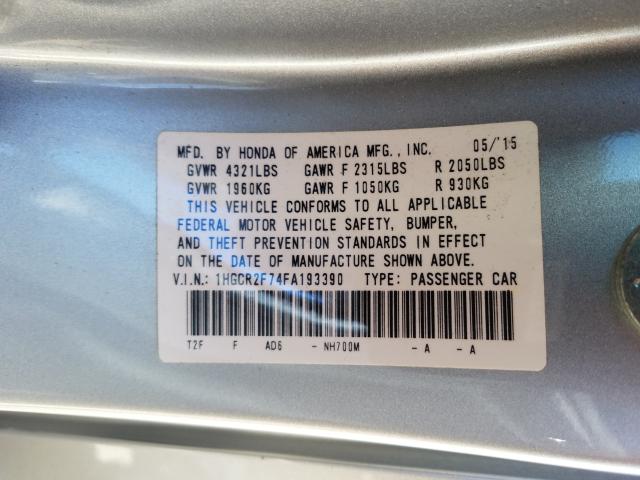 MFD. BY HONDA OF AMERICA MFG., INC. 05/'15
GVWR 4321LBS GAWR F 2315LBS R 2050LBS
GVWR 1960KG GAWR F 1050KG R 930KG
THIS VEHICLE CONFORMS TO ALL APPLICABLE
FEDERAL MOTOR VEHICLE SAFETY, BUMPER,
AND THEFT PREVENTION STANDARDS IN EFFECT
ON THE DATE OF MANUFACTURE SHOWN ABOVE.
V.I.N.: 1HGCR2F74FA193390 TYPE: PASSENGER CAR
T2F F AD6 - NH700M - A - A